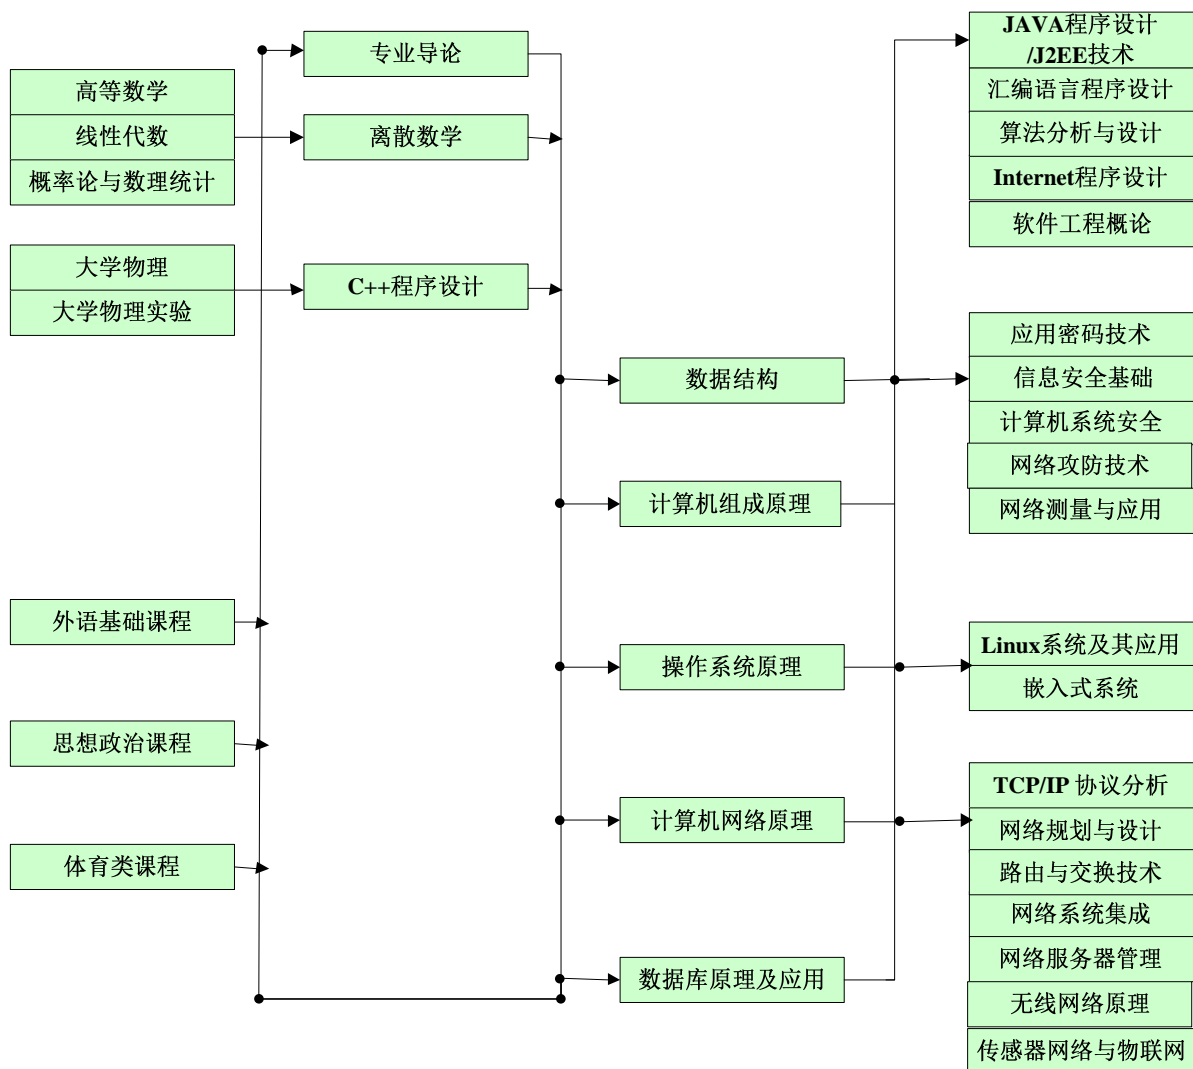 高等数学
线性代数
概率论与数理统计
大学物理
大学物理实验
外语基础课程
思想政治课程
体育类课程
专业导论
离散数学
C++程序设计
数据结构
计算机组成原理
操作系统原理
计算机网络原理
数据库原理及应用
JAVA程序设计
/J2EE技术
汇编语言程序设计
算法分析与设计
Internet程序设计
软件工程概论
应用密码技术
信息安全基础
计算机系统安全
网络攻防技术
网络测量与应用
Linux系统及其应用
嵌入式系统
TCP/IP 协议分析
网络规划与设计
路由与交换技术
网络系统集成
网络服务器管理
无线网络原理
传感器网络与物联网